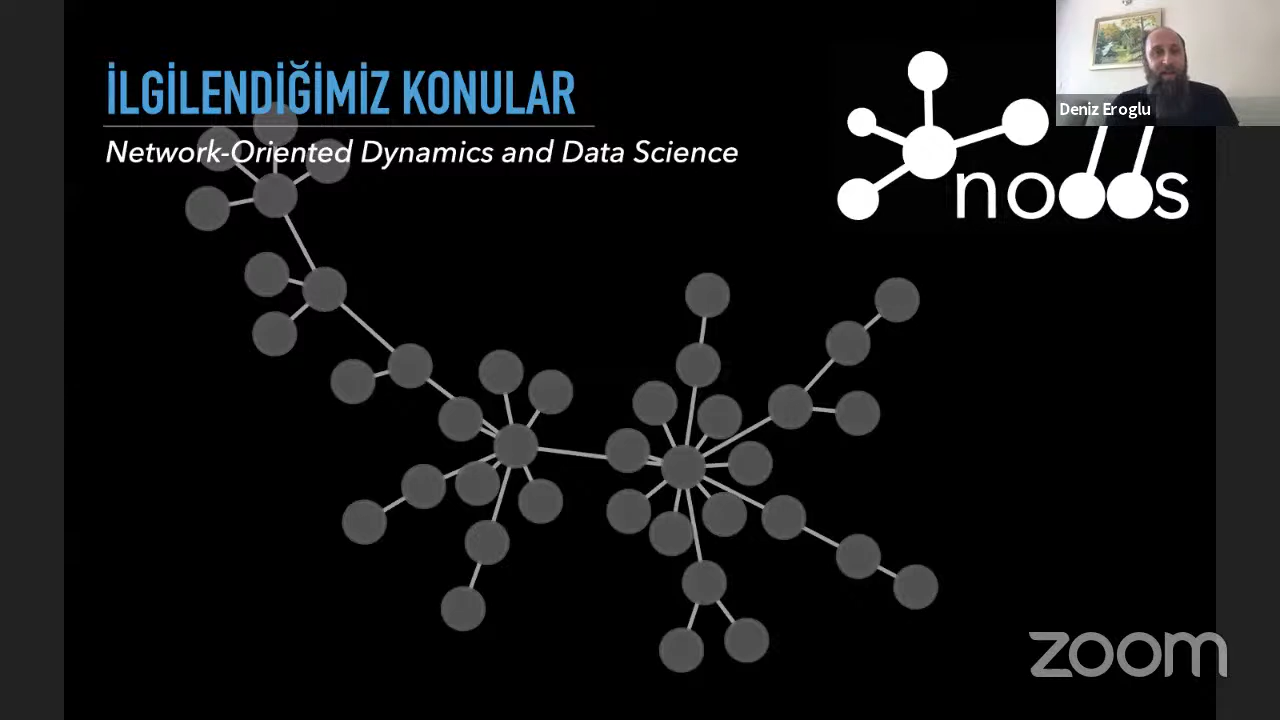 İLGİLENDİĞİMİZ KONULAR
Network-Oriented Dynamics and Data Science
Deniz Eroglu
nodds
zoom